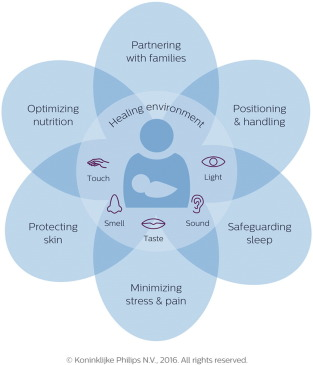 Partnering
with families
Optimizing
nutrition
Positioning
& handling
Healing environment
Touch
Light
Smell
Sound
Taste
Protecting
skin
Safeguarding
sleep
Minimizing
stress & pain
© Koninklijke Philips N.V., 2016. All rights reserved.